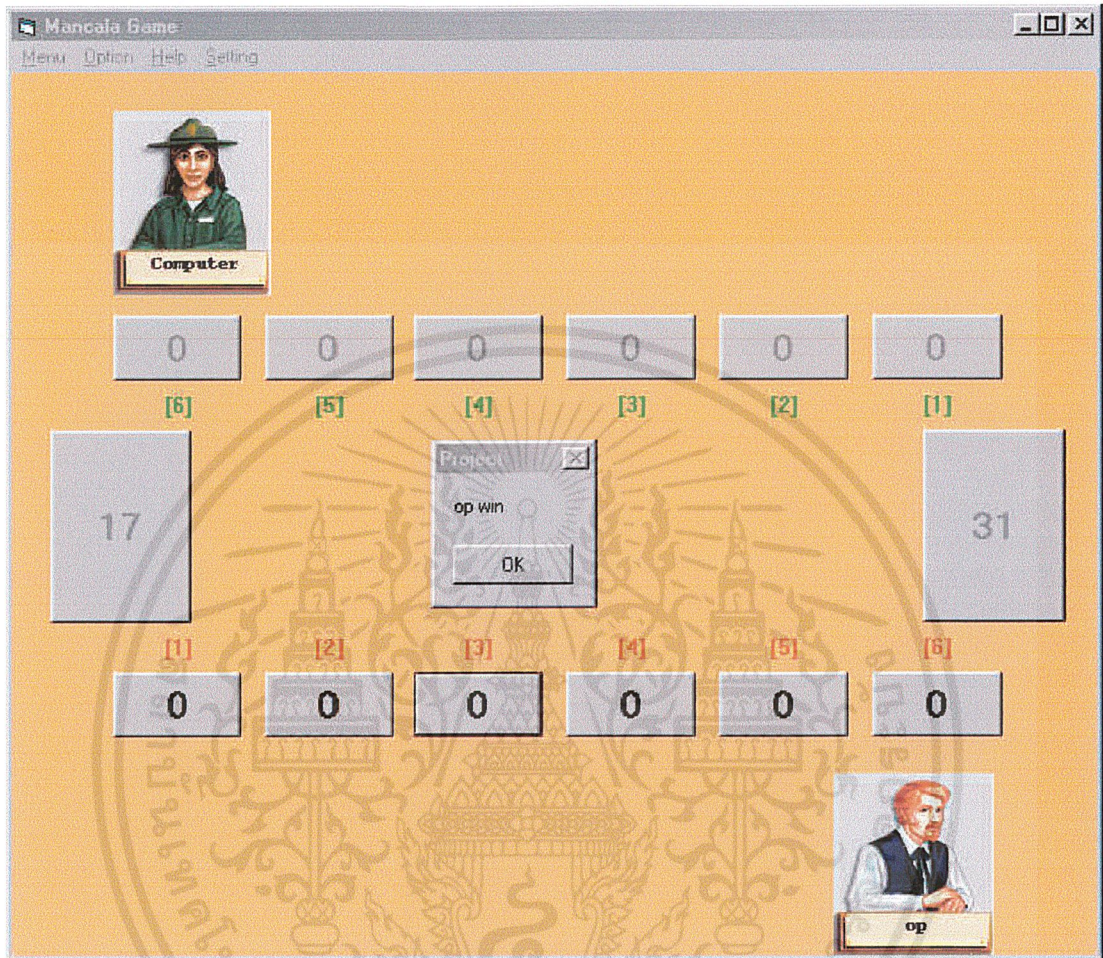 Mancala Game
Menu Option Help Setting
Computer
0 0 0 0 0 0
[6] [5] [4] [3] [2] [1]
17
Project
op win
OK
31
[1] [2] [3] [4] [5] [6]
0 0 0 0 0 0
op